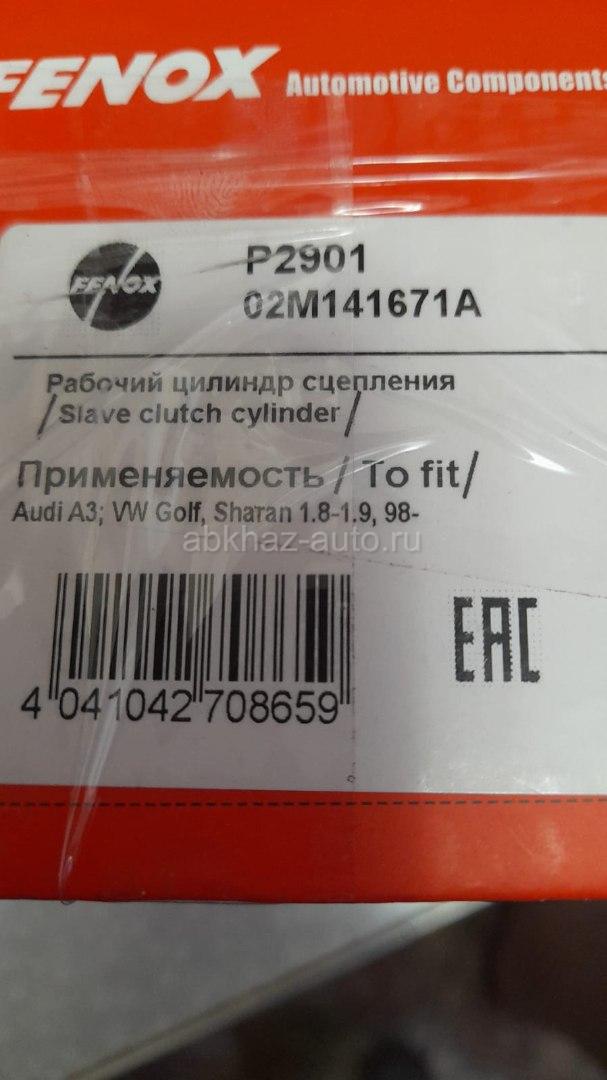 FENOX Automotive Components
FENOX
P2901
02M141671A
Рабочий цилиндр сцепления
/Slave clutch cylinder/
Применяемость / To fit/
Audi A3; VW Golf, Sharan 1.8-1.9, 98-
abkhaz-auto.ru
EAC
4 041042 708659